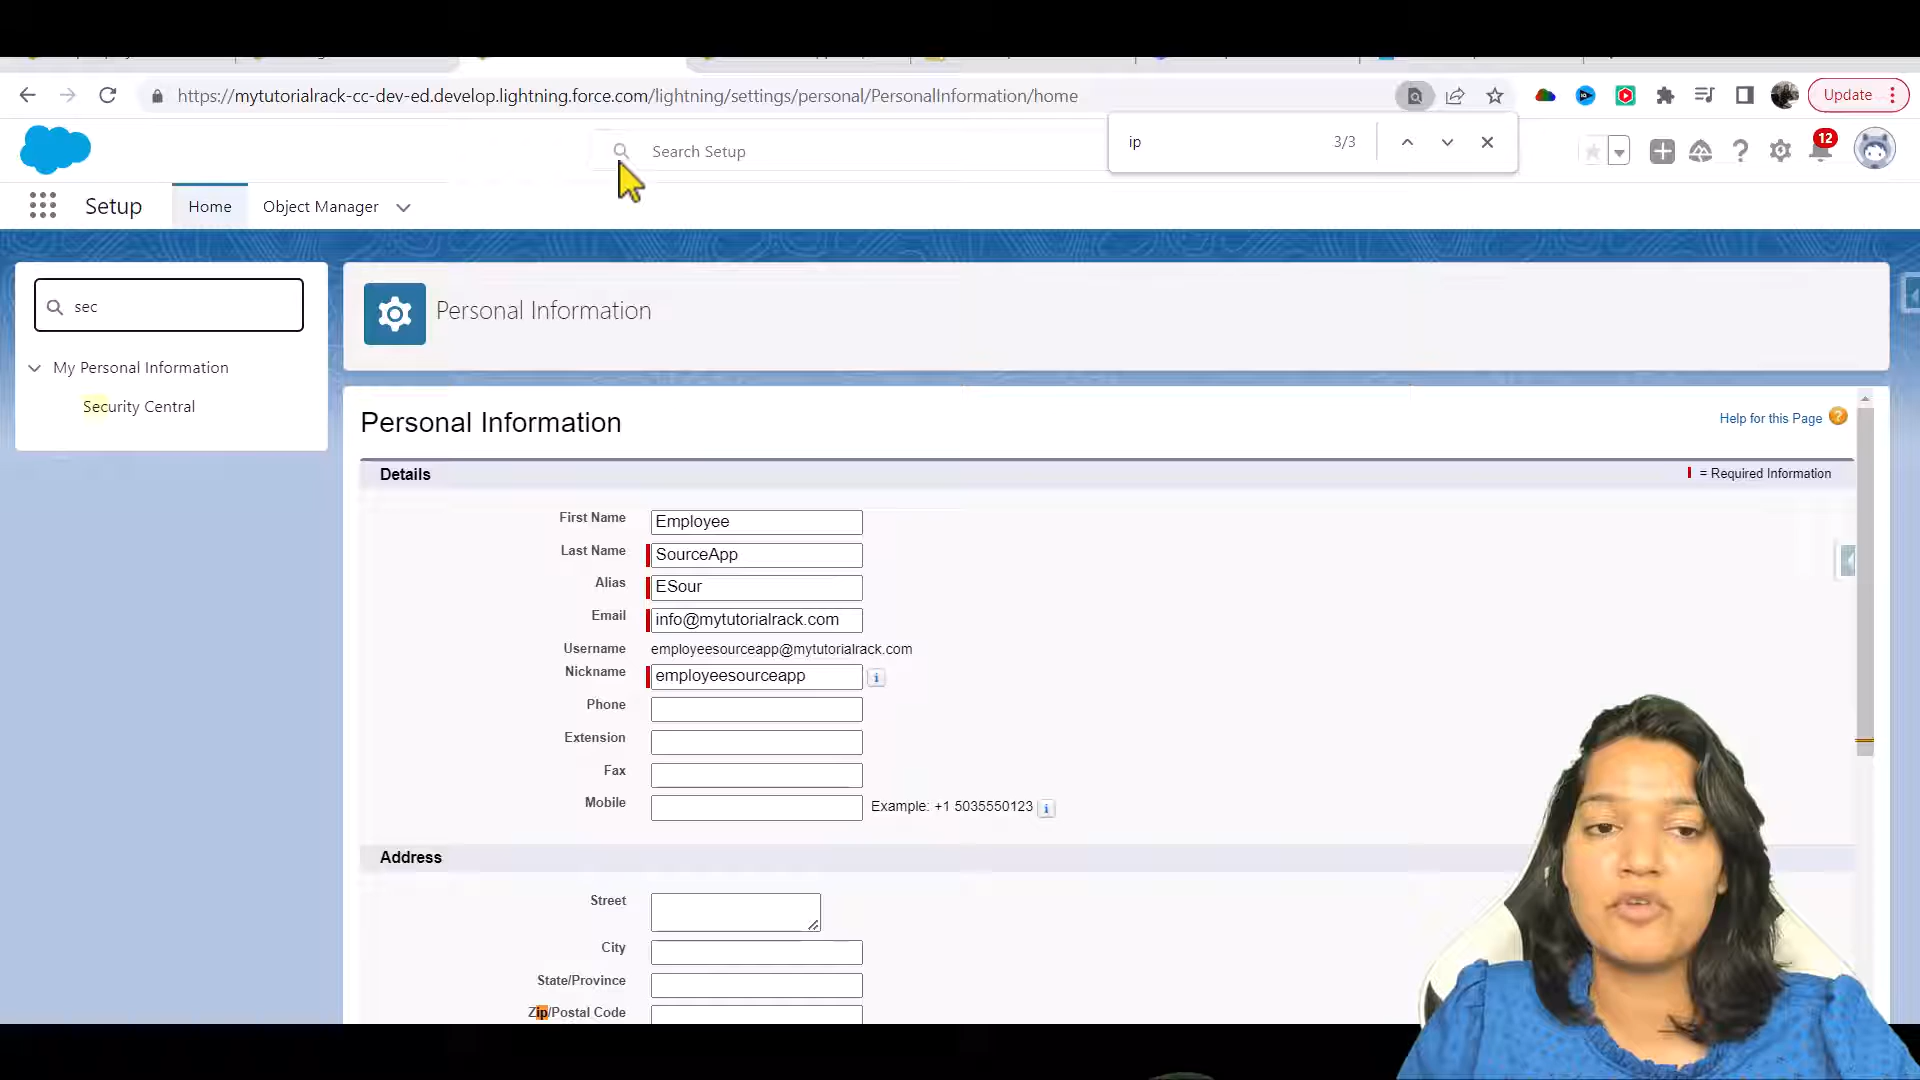 https://mytutorialrack-cc-dev-ed.develop.lightning.force.com/lightning/settings/personal/PersonalInformation/home
Update
ip
3/3
Search Setup
12
Setup
Home
Object Manager
sec
My Personal Information
Security Central
Personal Information
Personal Information
Help for this Page
Details
= Required Information
First Name
Employee
Last Name
SourceApp
Alias
ESour
Email
info@mytutorialrack.com
Username
employeesourceapp@mytutorialrack.com
Nickname
employeesourceapp
Phone
Extension
Fax
Mobile
Example: +1 5035550123
Address
Street
City
State/Province
Zip/Postal Code